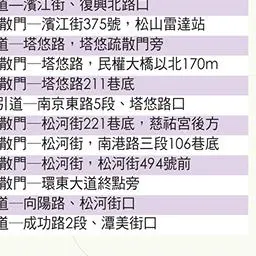 道—濱江街、復興北路口
散門—濱江街375號，松山雷達站
道—塔悠路，塔悠疏散門旁
散門—塔悠路，民權大橋以北170m
散門—塔悠路211巷底
引道—南京東路5段、塔悠路口
散門—松河街221巷底，慈祐宮後方
散門—松河街，南港路三段106巷底
散門—松河街，松河街494號前
散門—環東大道終點旁
道—向陽路、松河街口
道—成功路2段、潭美街口